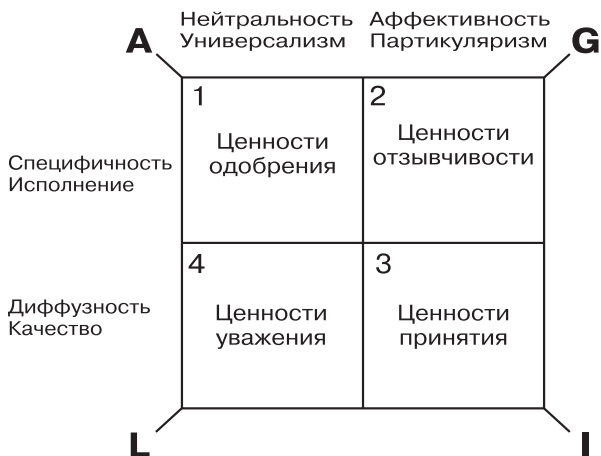 Нейтральность
Универсализм
Аффективность
Партикуляризм
A
G
Специфичность
Исполнение
1
Ценности
одобрения
2
Ценности
отзывчивости
Диффузность
Качество
4
Ценности
уважения
3
Ценности
принятия
L
I